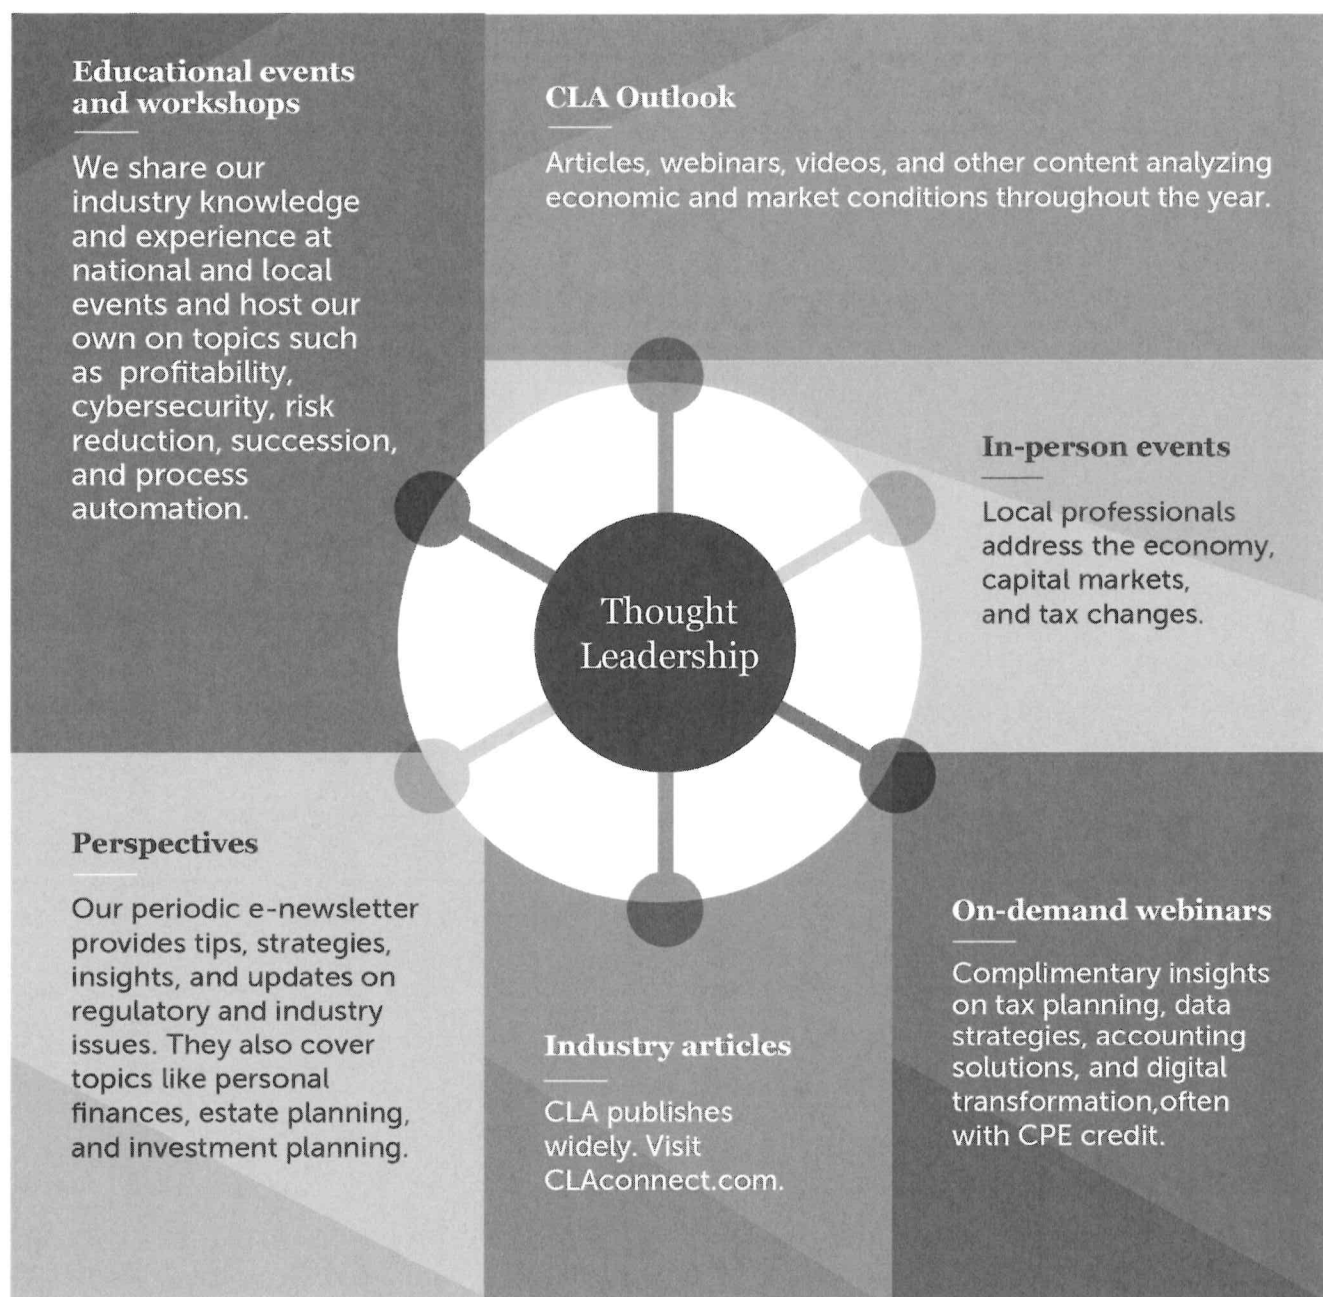 Educational events
and workshops
We share our
industry knowledge
and experience at
national and local
events and host our
own on topics such
as  profitability,
cybersecurity, risk
reduction, succession,
and process
automation.
CLA Outlook
Articles, webinars, videos, and other content analyzing
economic and market conditions throughout the year.
In-person events
Local professionals
address the economy,
capital markets,
and tax changes.
Thought
Leadership
Perspectives
Our periodic e-newsletter
provides tips, strategies,
insights, and updates on
regulatory and industry
issues. They also cover
topics like personal
finances, estate planning,
and investment planning.
Industry articles
CLA publishes
widely. Visit
CLAconnect.com.
On-demand webinars
Complimentary insights
on tax planning, data
strategies, accounting
solutions, and digital
transformation,often
with CPE credit.